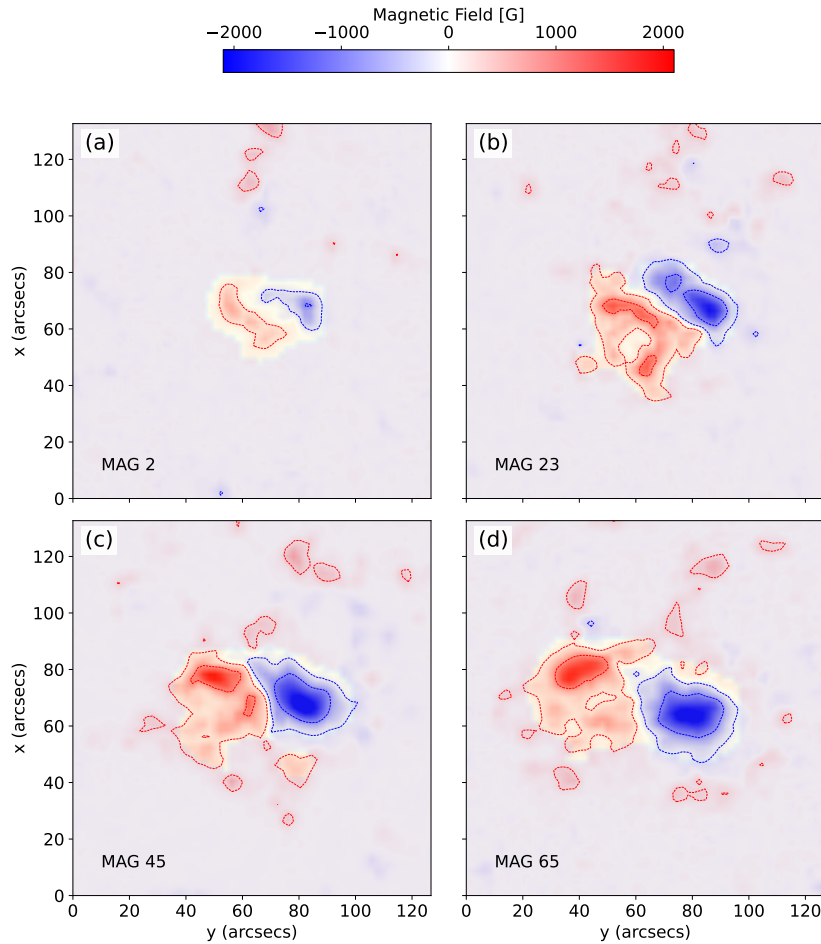 Magnetic Field [G]
−2000 −1000 0 1000 2000
(a)
(b)
x (arcsecs)
120
100
80
60
40
20
0
MAG 2
MAG 23
(c)
(d)
x (arcsecs)
120
100
80
60
40
20
0
MAG 45
MAG 65
0 20 40 60 80 100 120
0 20 40 60 80 100 120
y (arcsecs)
y (arcsecs)